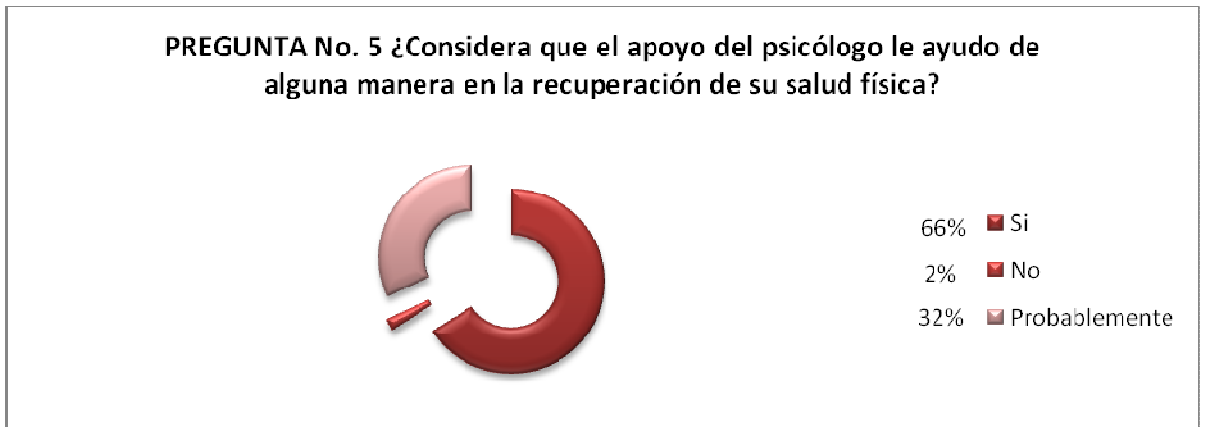 PREGUNTA No. 5 ¿Considera que el apoyo del psicólogo le ayudo de
alguna manera en la recuperación de su salud física?
66% Si
2% No
32% Probablemente